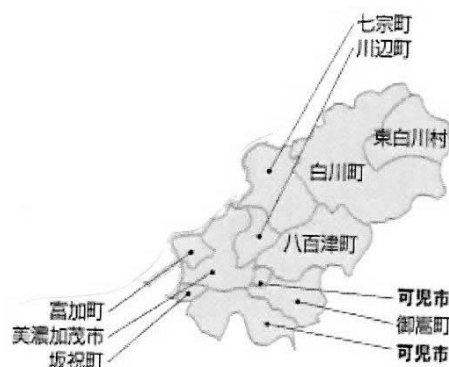 七宗町
川辺町
東白川村
白川町
八百津町
富加町
美濃加茂市
坂祝町
可児市
御嵩町
可児市